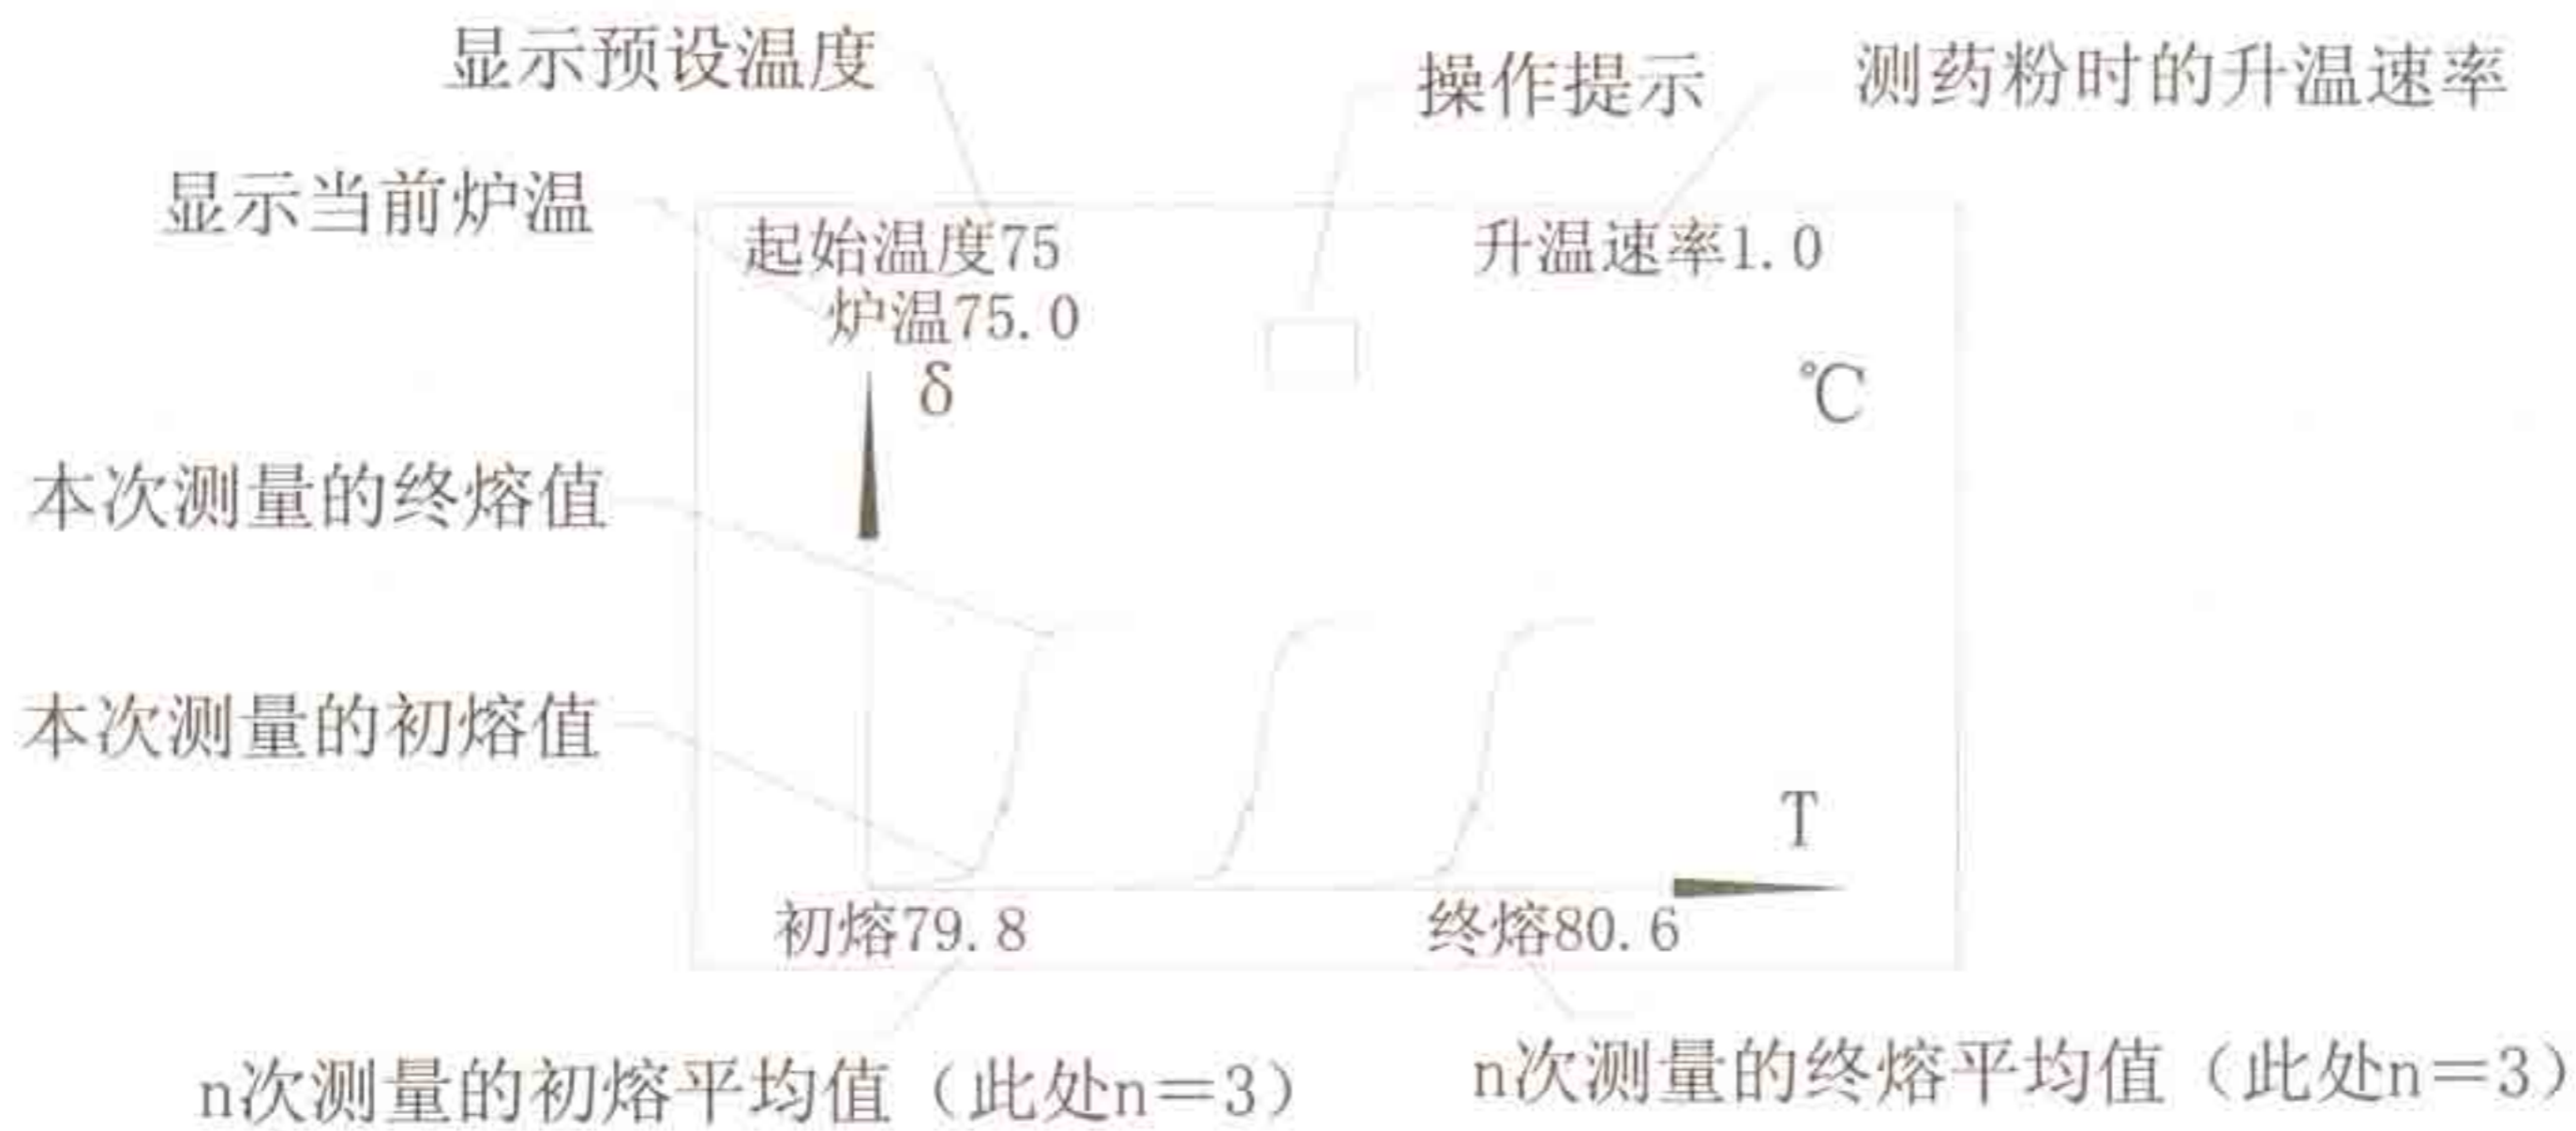 显示预设温度
操作提示
测药粉时的升温速率
显示当前炉温
起始温度75
升温速率1.0
炉温75.0
δ
℃
本次测量的终熔值
本次测量的初熔值
T
初熔79.8
终熔80.6
n次测量的初熔平均值（此处n=3）
n次测量的终熔平均值（此处n=3）